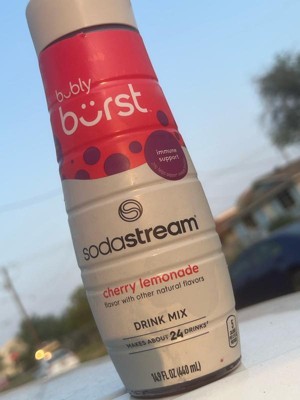 bubly
bürst
immune
support
sodastream
cherry lemonade
flavor with other natural flavors
DRINK MIX
MAKES ABOUT 24 DRINKS
14.9 FL OZ (440 mL)